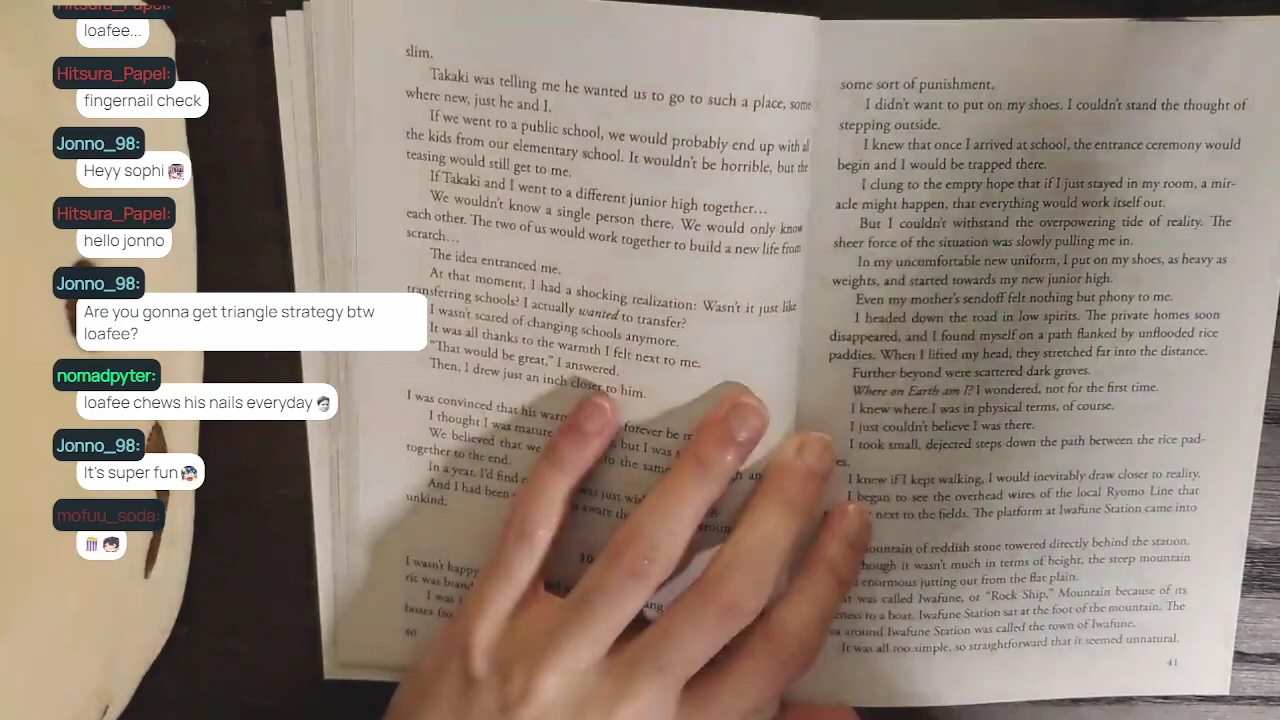 Hitsura_Papel:
loafee...
Hitsura_Papel:
fingernail check
Jonno_98:
Heyy sophi
Hitsura_Papel:
hello jonno
Jonno_98:
Are you gonna get triangle strategy btw
loafee?
nomadpyter:
loafee chews his nails everyday
Jonno_98:
It's super fun
mofuu_soda:
slim.
Takaki was telling me he wanted us to go to such a place, some-
where new, just he and I.
If we went to a public school, we would probably end up with all
the kids from our elementary school. It wouldn't be horrible, but the
teasing would still get to me.
If Takaki and I went to a different junior high together…
We wouldn't know a single person there. We would only know
each other. The two of us would work together to build a new life from
scratch…
The idea entranced me.
At that moment, I had a shocking realization: Wasn't it just like
transferring schools? I actually wanted to transfer?
I wasn't scared of changing schools anymore.
It was all thanks to the warmth I felt next to me.
"That would be great," I answered.
Then, I drew just an inch closer to him.
I was convinced that his warm forever be
I thought I was mature but I was
We believed that we to the same
together to the end.
In a year, I'd find was just
And I had been aware
unkind.
10
I wasn't happy
ric was
I was
40
some sort of punishment.
I didn't want to put on my shoes. I couldn't stand the thought of
stepping outside.
I knew that once I arrived at school, the entrance ceremony would
begin and I would be trapped there.
I clung to the empty hope that if I just stayed in my room, a mir-
acle might happen, that everything would work itself out.
But I couldn't withstand the overpowering tide of reality. The
sheer force of the situation was slowly pulling me in.
In my uncomfortable new uniform, I put on my shoes, as heavy as
weights, and started towards my new junior high.
Even my mother's sendoff felt nothing but phony to me.
I headed down the road in low spirits. The private homes soon
disappeared, and I found myself on a path flanked by unflooded rice
paddies. When I lifted my head, they stretched far into the distance.
Further beyond were scattered dark groves.
Where on Earth am I? I wondered, not for the first time.
I knew where I was in physical terms, of course.
I just couldn't believe I was there.
I took small, dejected steps down the path between the rice pad-
es.
I knew if I kept walking, I would inevitably draw closer to reality.
I began to see the overhead wires of the local Ryomo Line that
next to the fields. The platform at Iwafune Station came into
ountain of reddish stone towered directly behind the station.
hough it wasn't much in terms of height, the steep mountain
enormous jutting out from the flat plain.
It was called Iwafune, or "Rock Ship," Mountain because of its
eness to a boat. Iwafune Station sat at the foot of the mountain. The
around Iwafune Station was called the town of Iwafune.
It was all too simple, so straightforward that it seemed unnatural.
41